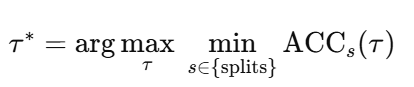 τ* = arg max_τ min_{s∈{splits}} ACC_s(τ)